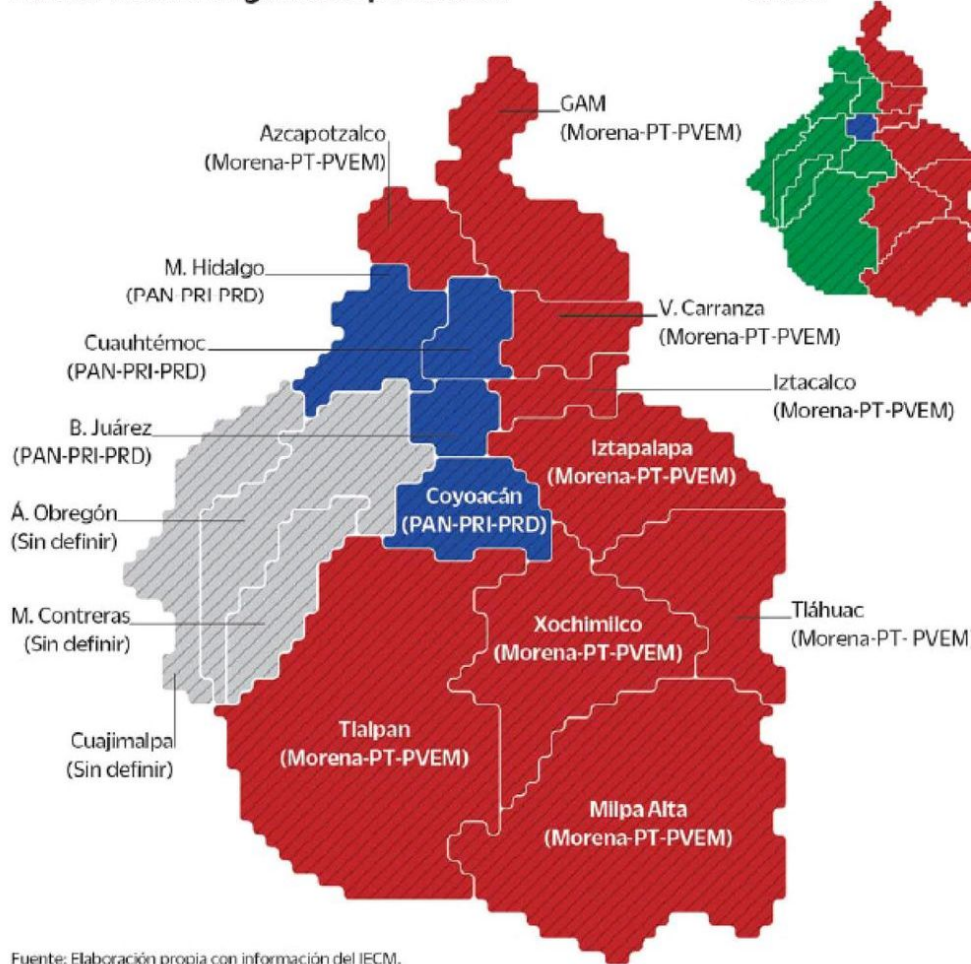 GAM
(Morena-PT-PVEM)
Azcapotzalco
(Morena-PT-PVEM)
M. Hidalgo
(PAN-PRI-PRD)
V. Carranza
(Morena-PT-PVEM)
Cuauhtémoc
(PAN-PRI-PRD)
Iztacalco
(Morena-PT-PVEM)
B. Juárez
(PAN-PRI-PRD)
Iztapalapa
(Morena-PT-PVEM)
Coyoacán
(PAN-PRI-PRD)
Á. Obregón
(Sin definir)
M. Contreras
(Sin definir)
Xochimilco
(Morena-PT-PVEM)
Tláhuac
(Morena-PT- PVEM
Cuajimalpa
(Sin definir)
Tlalpan
(Morena-PT-PVEM)
Milpa Alta
(Morena-PT-PVEM)
Fuente: Elaboración propia con información del IECM.